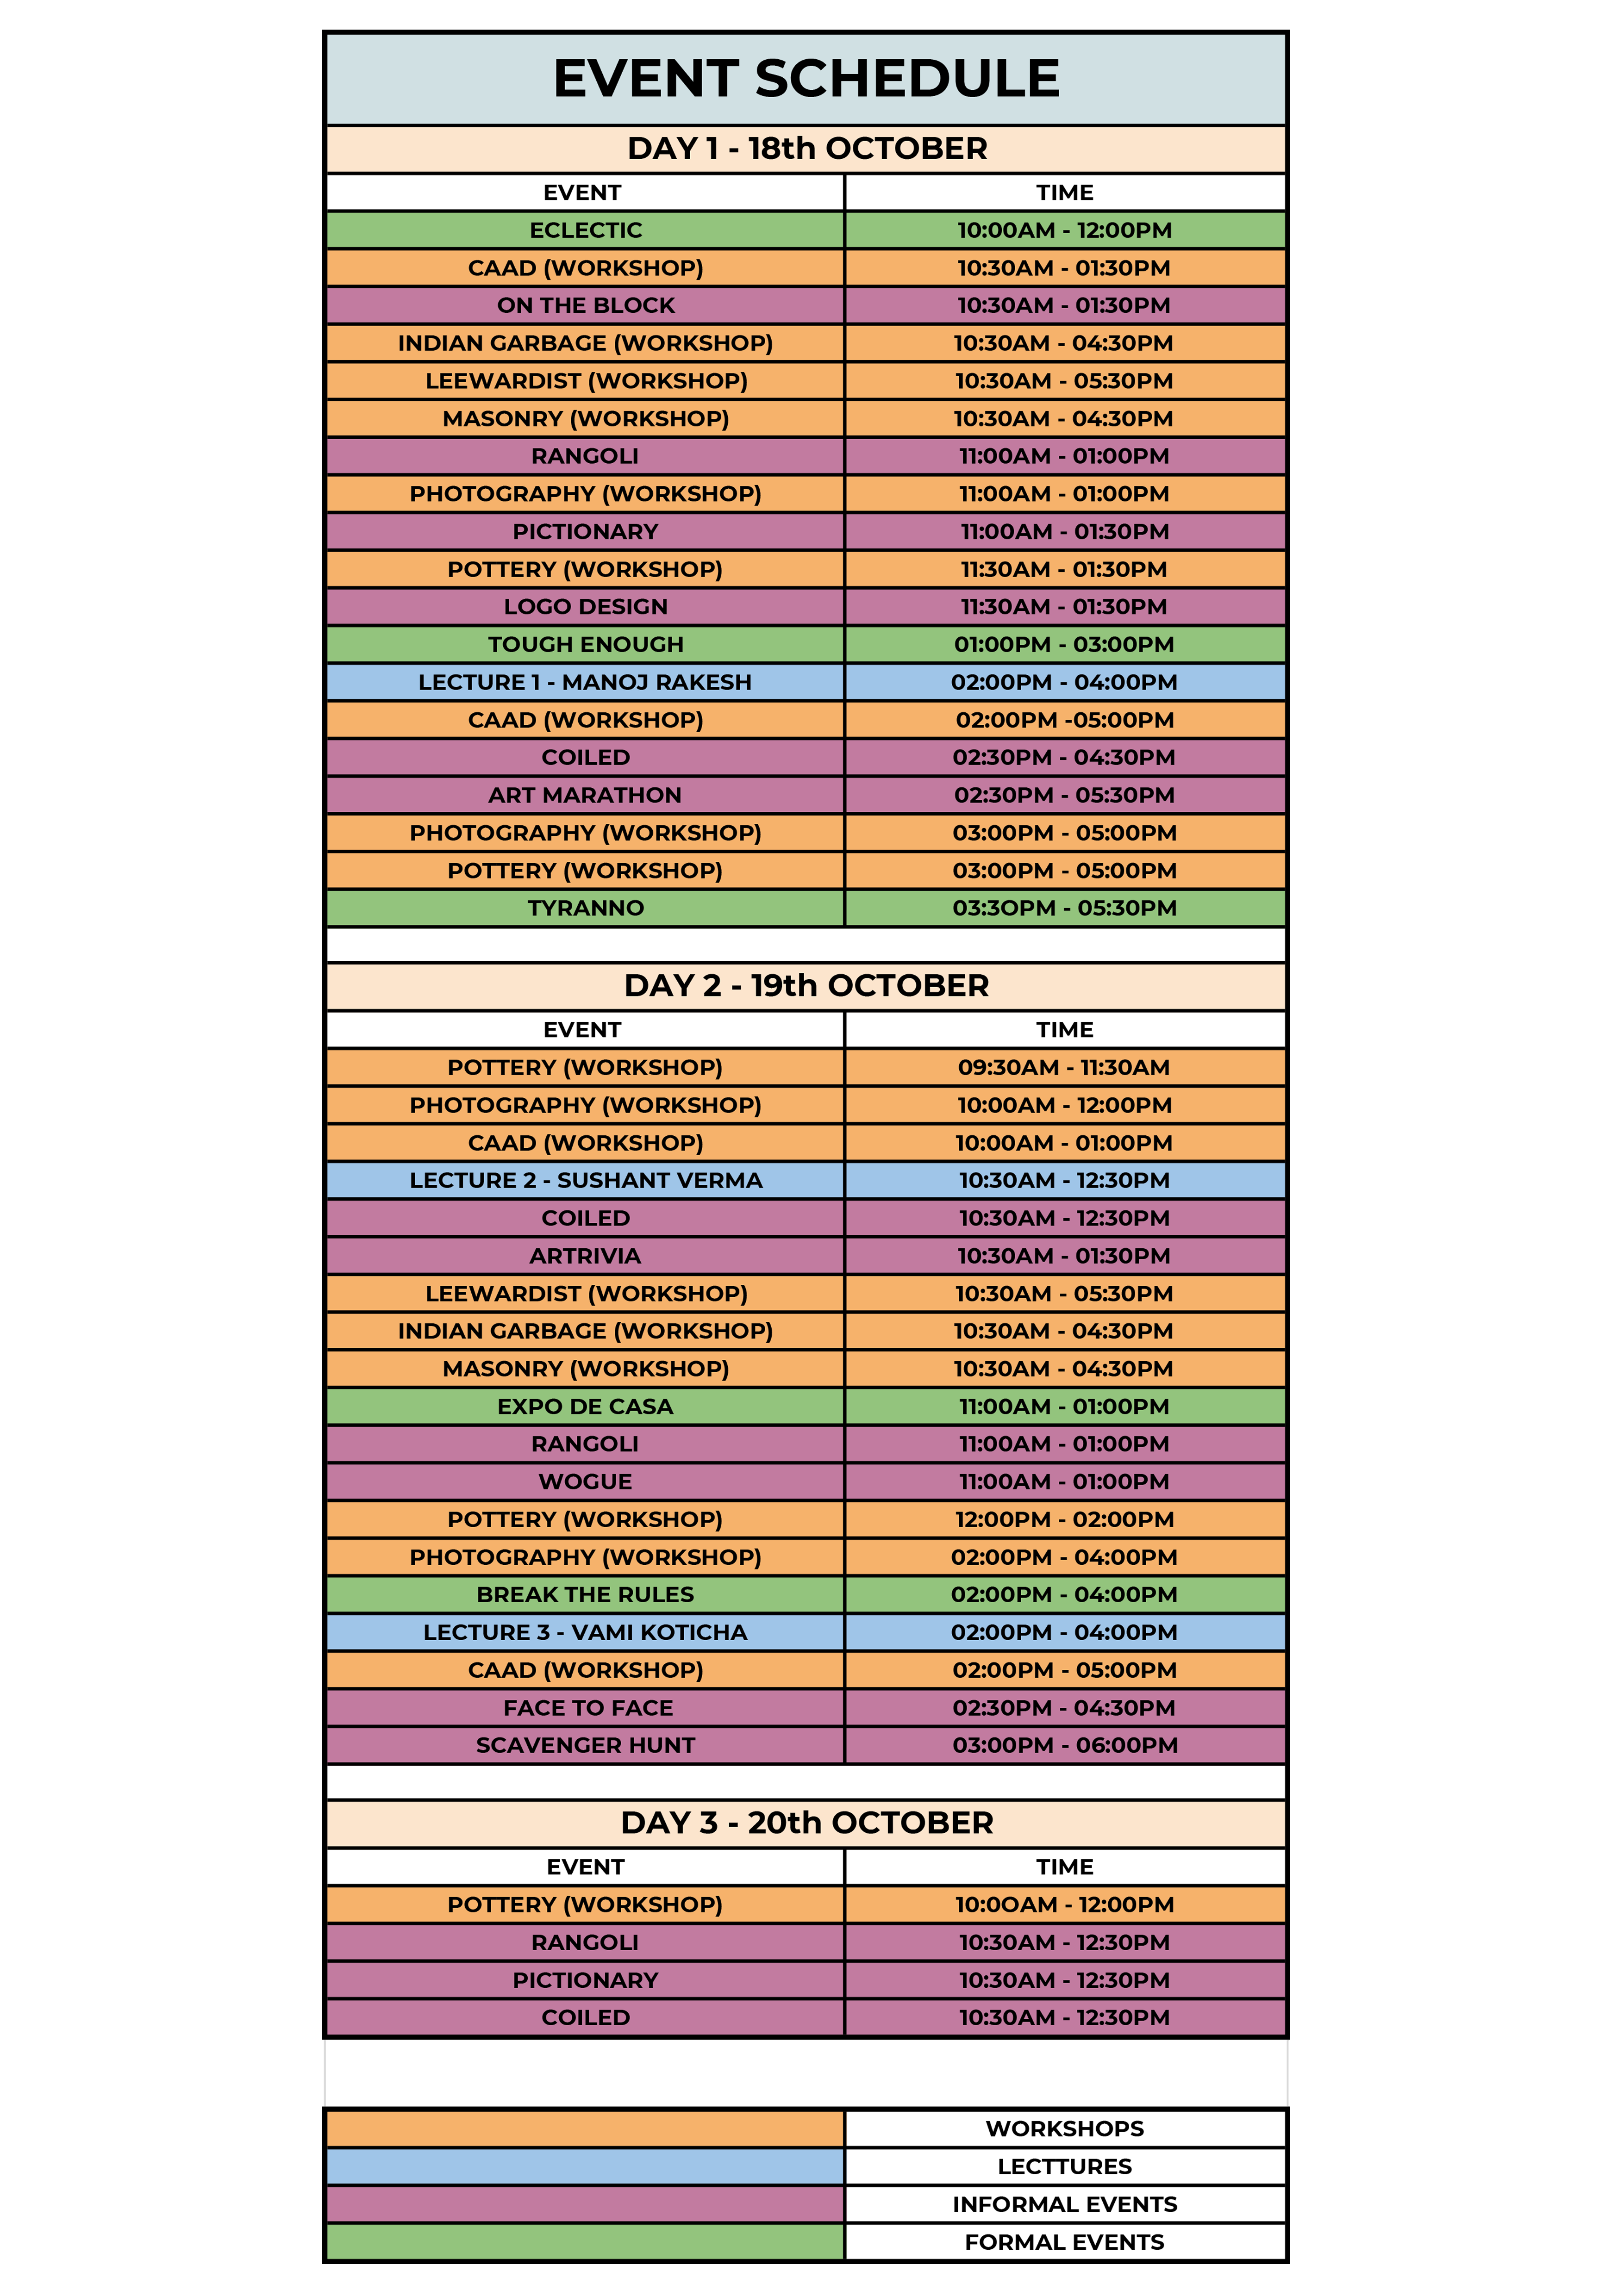 EVENT SCHEDULE
DAY 1 - 18th OCTOBER
EVENT TIME
ECLECTIC 10:00AM - 12:00PM
CAAD (WORKSHOP) 10:30AM - 01:30PM
ON THE BLOCK 10:30AM - 01:30PM
INDIAN GARBAGE (WORKSHOP) 10:30AM - 04:30PM
LEEWARDIST (WORKSHOP) 10:30AM - 05:30PM
MASONRY (WORKSHOP) 10:30AM - 04:30PM
RANGOLI 11:00AM - 01:00PM
PHOTOGRAPHY (WORKSHOP) 11:00AM - 01:00PM
PICTIONARY 11:00AM - 01:30PM
POTTERY (WORKSHOP) 11:30AM - 01:30PM
LOGO DESIGN 11:30AM - 01:30PM
TOUGH ENOUGH 01:00PM - 03:00PM
LECTURE 1 - MANOJ RAKESH 02:00PM - 04:00PM
CAAD (WORKSHOP) 02:00PM -05:00PM
COILED 02:30PM - 04:30PM
ART MARATHON 02:30PM - 05:30PM
PHOTOGRAPHY (WORKSHOP) 03:00PM - 05:00PM
POTTERY (WORKSHOP) 03:00PM - 05:00PM
TYRANNO 03:3OPM - 05:30PM
DAY 2 - 19th OCTOBER
EVENT TIME
POTTERY (WORKSHOP) 09:30AM - 11:30AM
PHOTOGRAPHY (WORKSHOP) 10:00AM - 12:00PM
CAAD (WORKSHOP) 10:00AM - 01:00PM
LECTURE 2 - SUSHANT VERMA 10:30AM - 12:30PM
COILED 10:30AM - 12:30PM
ARTRIVIA 10:30AM - 01:30PM
LEEWARDIST (WORKSHOP) 10:30AM - 05:30PM
INDIAN GARBAGE (WORKSHOP) 10:30AM - 04:30PM
MASONRY (WORKSHOP) 10:30AM - 04:30PM
EXPO DE CASA 11:00AM - 01:00PM
RANGOLI 11:00AM - 01:00PM
WOGUE 11:00AM - 01:00PM
POTTERY (WORKSHOP) 12:00PM - 02:00PM
PHOTOGRAPHY (WORKSHOP) 02:00PM - 04:00PM
BREAK THE RULES 02:00PM - 04:00PM
LECTURE 3 - VAMI KOTICHA 02:00PM - 04:00PM
CAAD (WORKSHOP) 02:00PM - 05:00PM
FACE TO FACE 02:30PM - 04:30PM
SCAVENGER HUNT 03:00PM - 06:00PM
DAY 3 - 20th OCTOBER
EVENT TIME
POTTERY (WORKSHOP) 10:0OAM - 12:00PM
RANGOLI 10:30AM - 12:30PM
PICTIONARY 10:30AM - 12:30PM
COILED 10:30AM - 12:30PM
WORKSHOPS
LECTTURES
INFORMAL EVENTS
FORMAL EVENTS